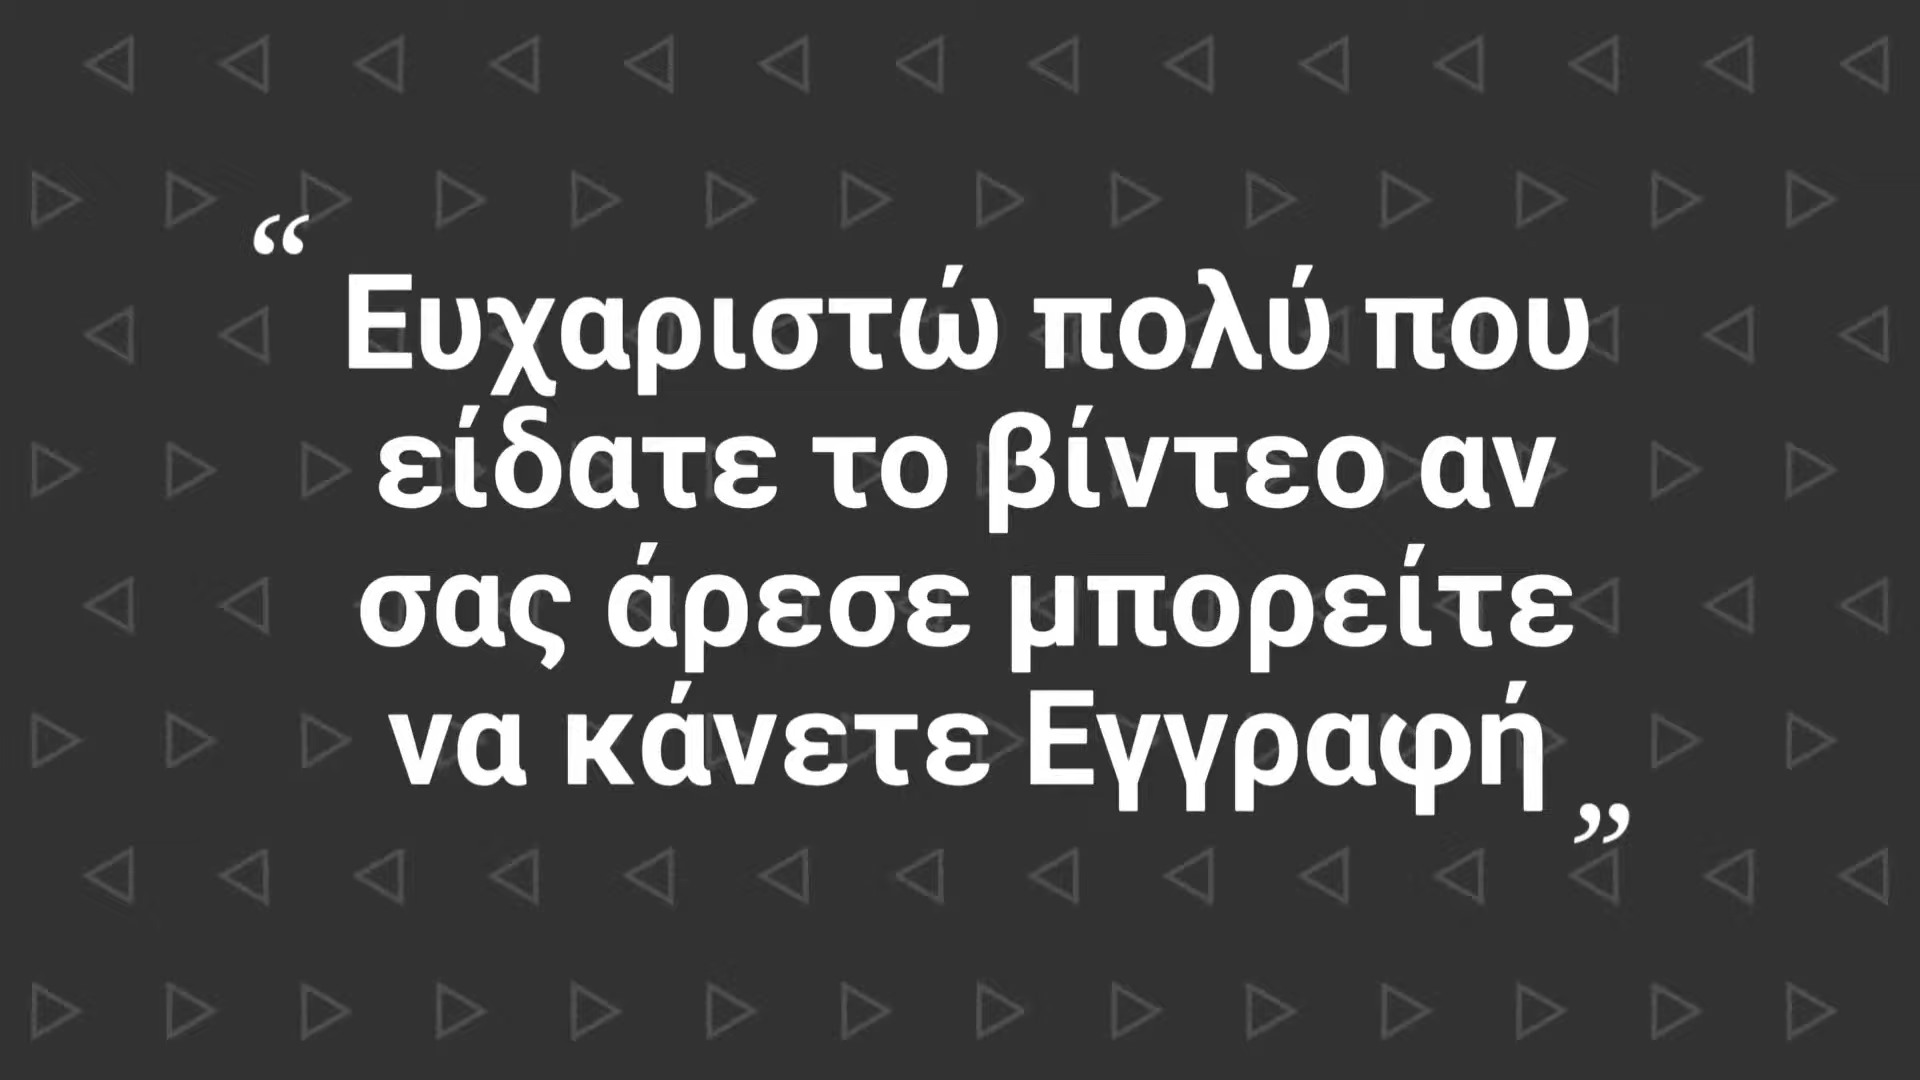 “ Ευχαριστώ πολύ που
είδατε το βίντεο αν
σας άρεσε μπορείτε
να κάνετε Εγγραφή ”